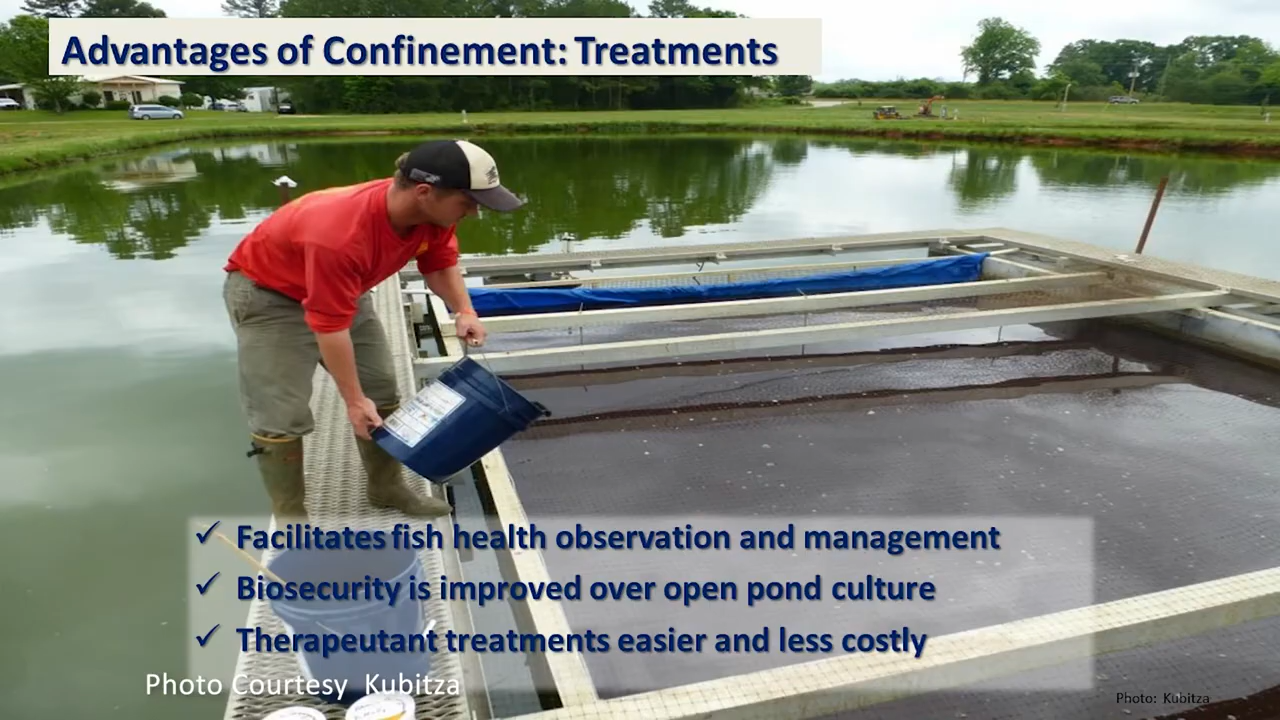 Advantages of Confinement: Treatments
✓ Facilitates fish health observation and management
✓ Biosecurity is improved over open pond culture
✓ Therapeutant treatments easier and less costly
Photo Courtesy Kubitza
Photo: Kubitza